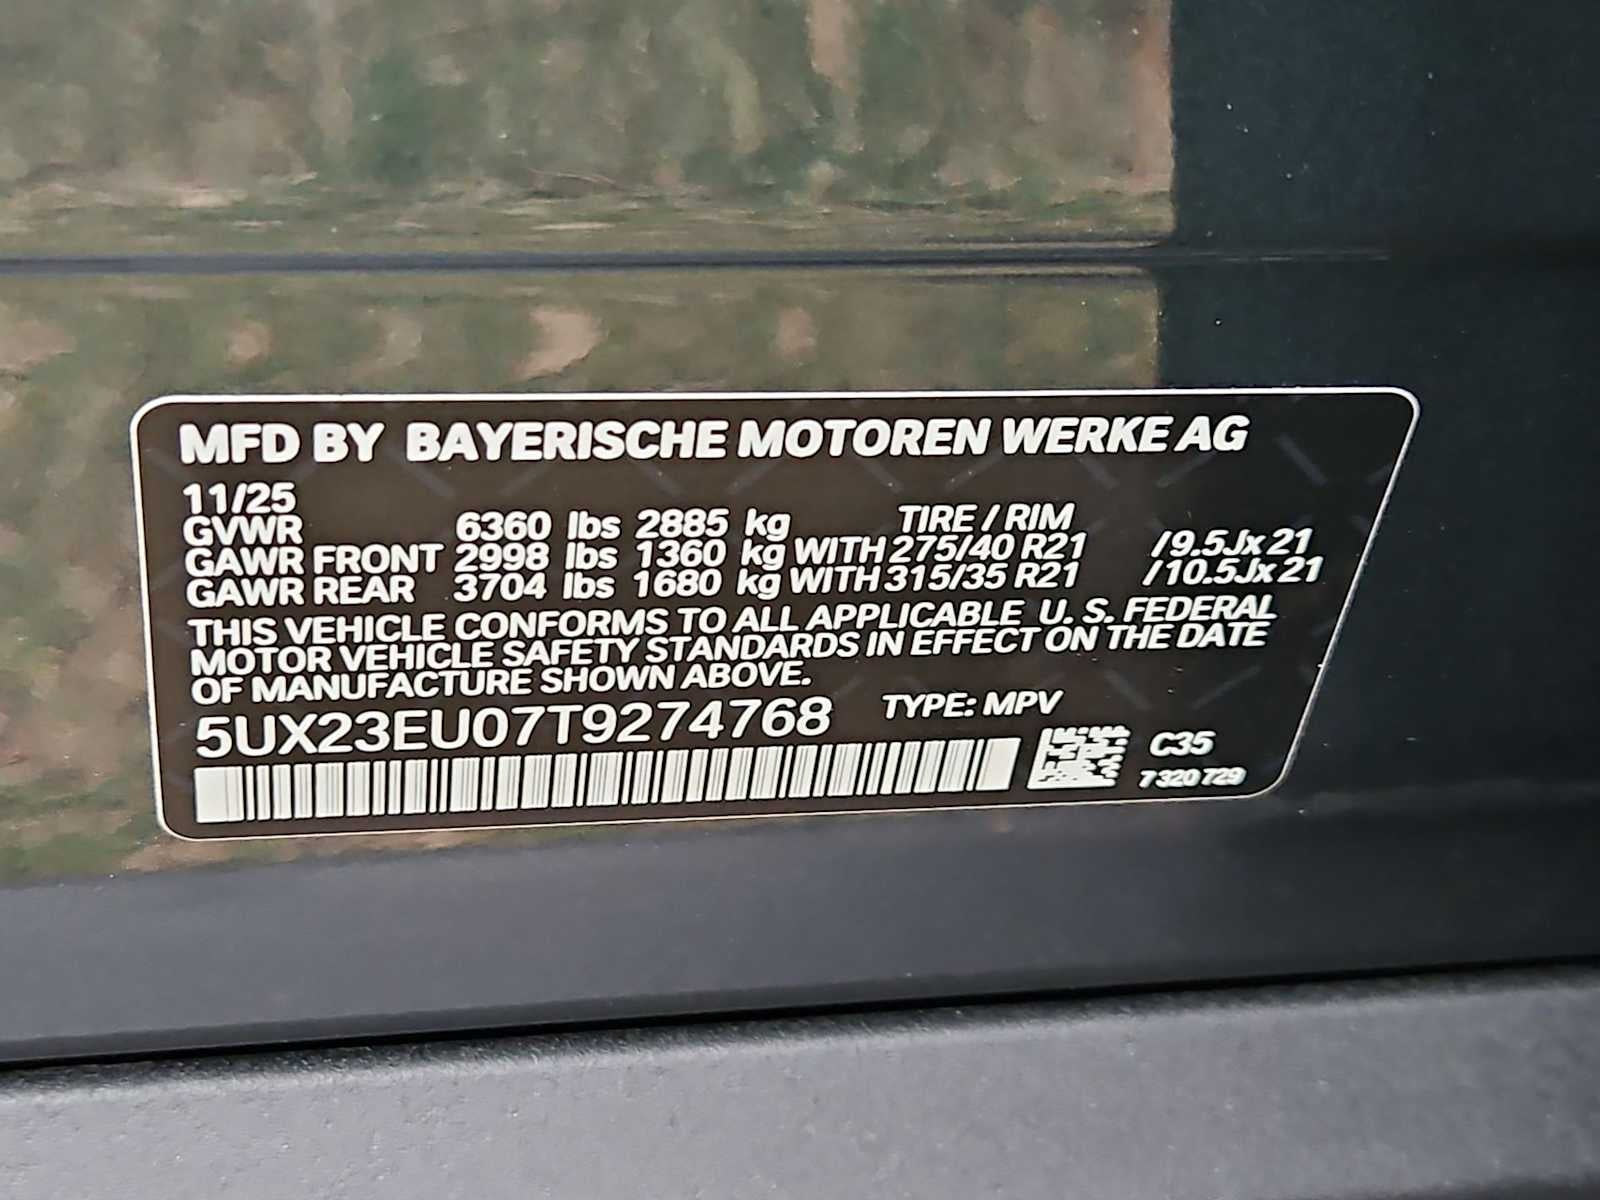 MFD BY BAYERISCHE MOTOREN WERKE AG
11/25
GVWR 6360 lbs 2885 kg TIRE / RIM
GAWR FRONT 2998 lbs 1360 kg WITH 275/40 R21 /9.5Jx21
GAWR REAR 3704 lbs 1680 kg WITH 315/35 R21 /10.5Jx21
THIS VEHICLE CONFORMS TO ALL APPLICABLE U. S. FEDERAL
MOTOR VEHICLE SAFETY STANDARDS IN EFFECT ON THE DATE
OF MANUFACTURE SHOWN ABOVE.
5UX23EU07T9274768 TYPE: MPV
C35
7 320 729